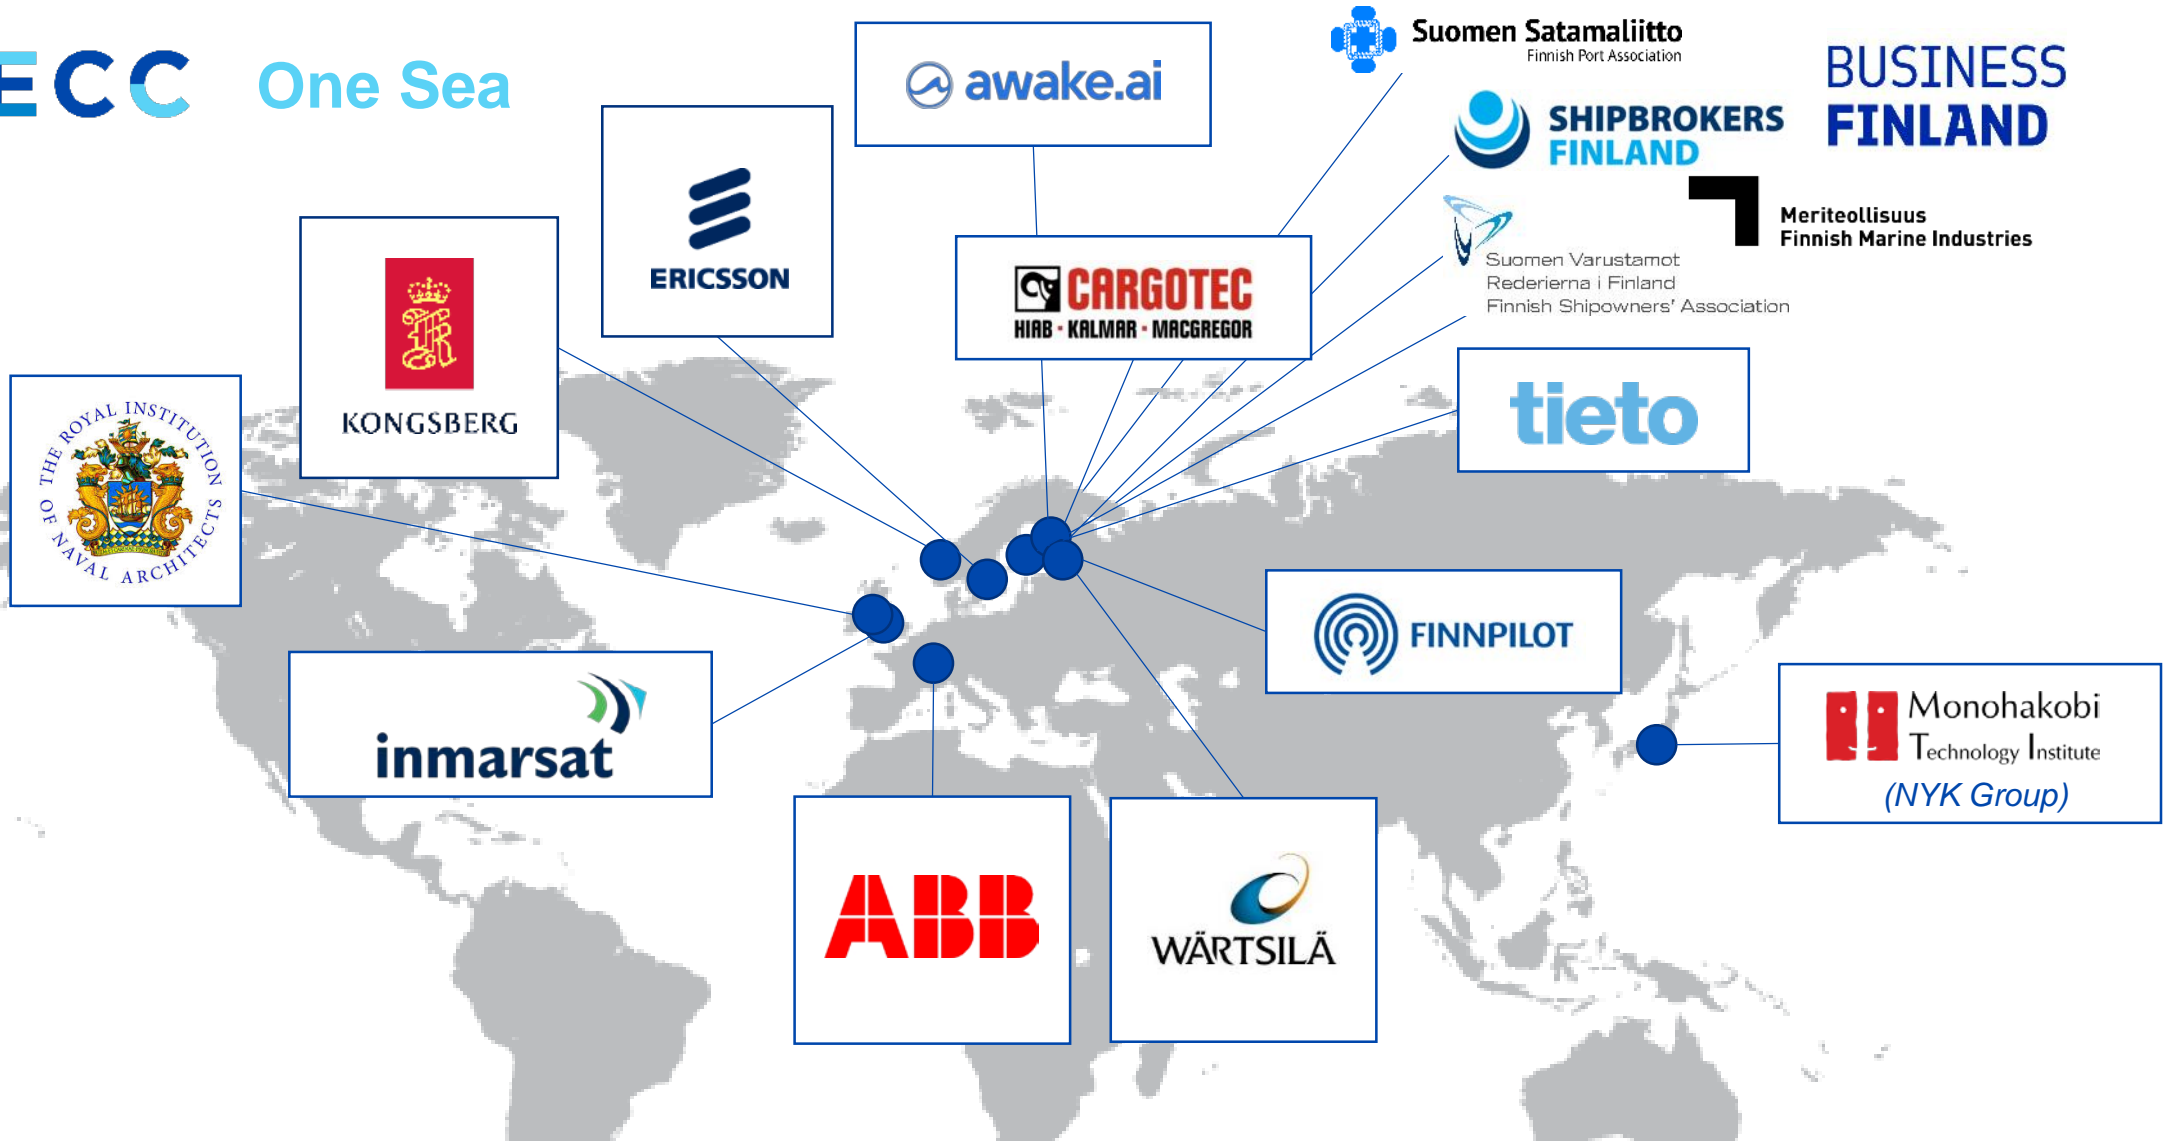 ECC One Sea
awake.ai
Suomen Satamaliitto
Finnish Port Association
BUSINESS
FINLAND
SHIPBROKERS
FINLAND
Meriteollisuus
Finnish Marine Industries
Suomen Varustamot
Rederierna i Finland
Finnish Shipowners' Association
ERICSSON
CARGOTEC
HIAB · KALMAR · MACGREGOR
KONGSBERG
tieto
THE ROYAL INSTITUTION
OF NAVAL ARCHITECTS
FINNPILOT
inmarsat
Monohakobi
Technology Institute
(NYK Group)
ABB
WÄRTSILÄ